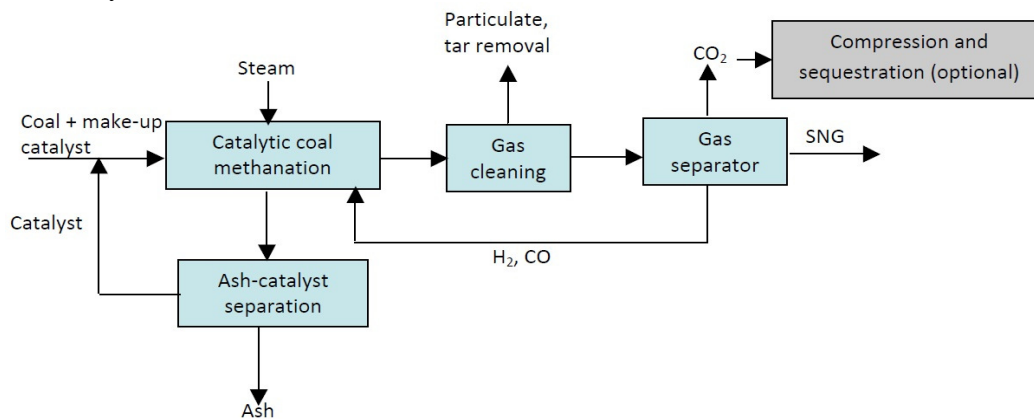 Particulate,
tar removal
CO₂
Compression and
sequestration (optional)
Steam
Coal + make-up
catalyst
Catalytic coal
methanation
Gas
cleaning
Gas
separator
SNG
Catalyst
H₂, CO
Ash-catalyst
separation
Ash